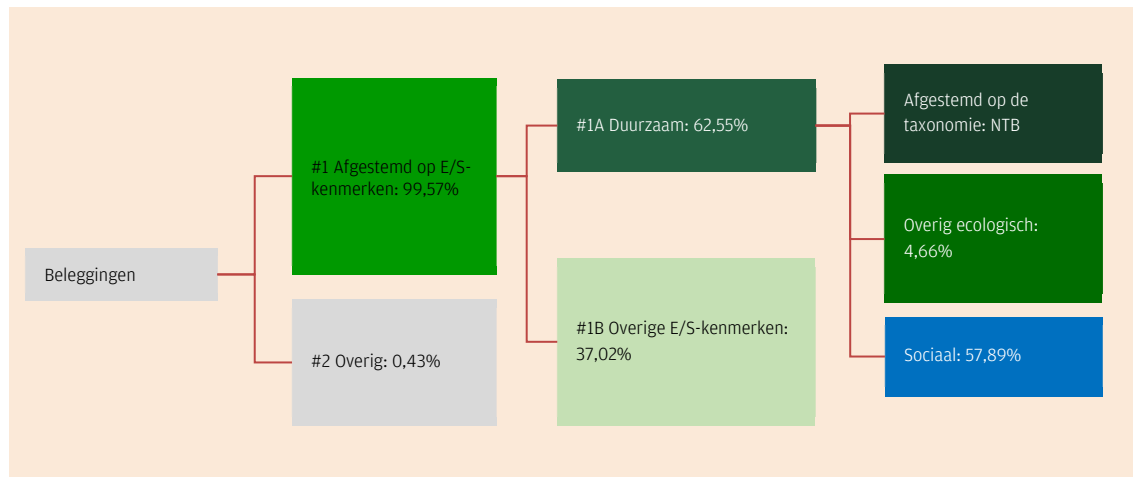 Beleggingen
#1 Afgestemd op E/S-
kenmerken: 99,57%
#2 Overig: 0,43%
#1A Duurzaam: 62,55%
#1B Overige E/S-kenmerken:
37,02%
Afgestemd op de
taxonomie: NTB
Overig ecologisch:
4,66%
Sociaal: 57,89%